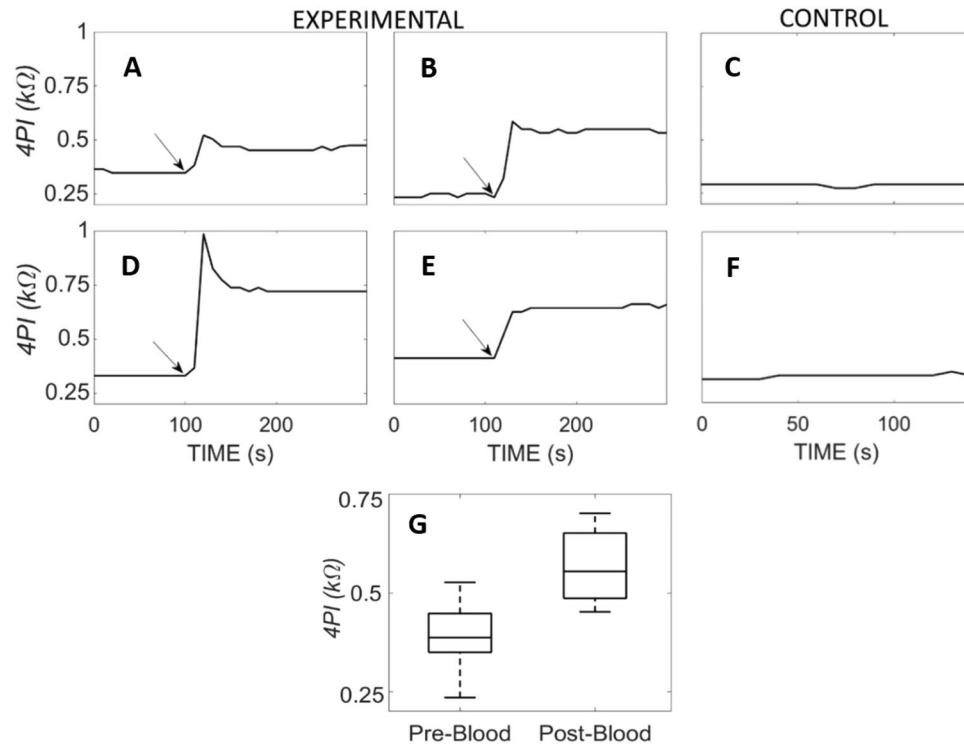 EXPERIMENTAL CONTROL
1
A B C
0.75
4PI (kΩ)
0.5
0.25
1
D E F
0.75
4PI (kΩ)
0.5
0.25
0 100 200 0 100 200 0 50 100
TIME (s) TIME (s) TIME (s)
0.75
G
4PI (kΩ)
0.5
0.25
Pre-Blood Post-Blood